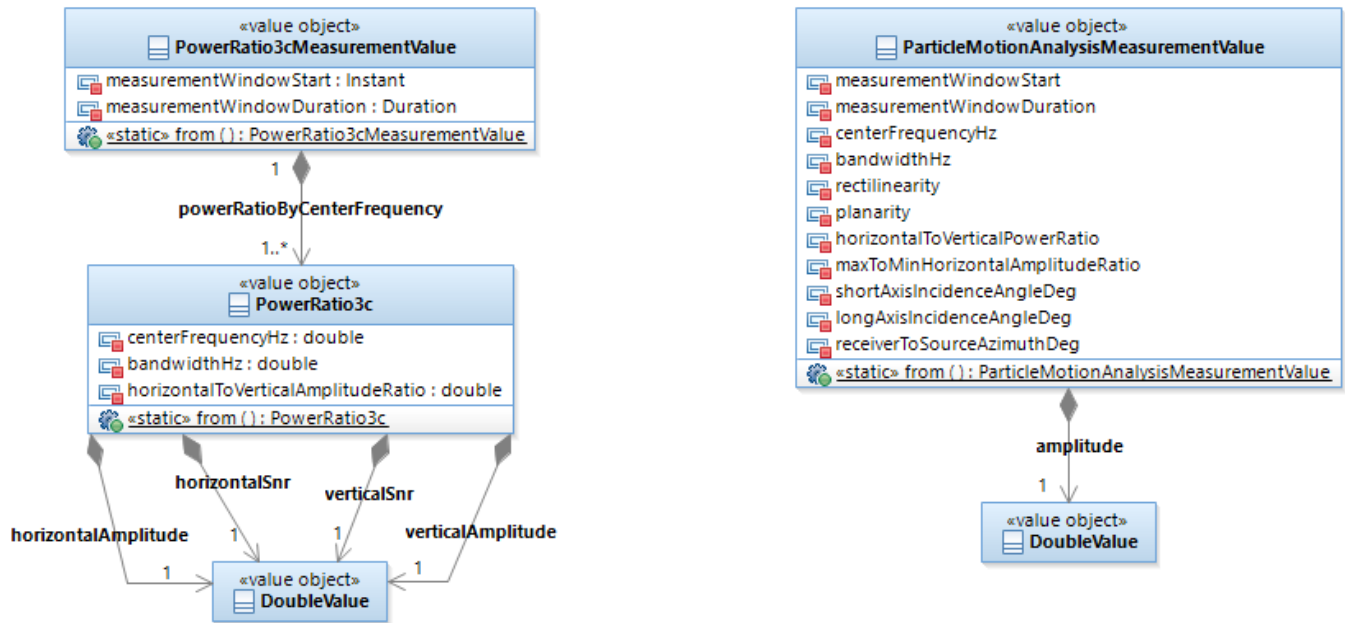 «value object»
PowerRatio3cMeasurementValue
measurementWindowStart : Instant
measurementWindowDuration : Duration
«static» from ( ) : PowerRatio3cMeasurementValue
1
powerRatioByCenterFrequency
1..*
«value object»
PowerRatio3c
centerFrequencyHz : double
bandwidthHz : double
horizontalToVerticalAmplitudeRatio : double
«static» from ( ) : PowerRatio3c
horizontalSnr
verticalSnr
horizontalAmplitude
1
1
verticalAmplitude
1
1
«value object»
DoubleValue
«value object»
ParticleMotionAnalysisMeasurementValue
measurementWindowStart
measurementWindowDuration
centerFrequencyHz
bandwidthHz
rectilinearity
planarity
horizontalToVerticalPowerRatio
maxToMinHorizontalAmplitudeRatio
shortAxisIncidenceAngleDeg
longAxisIncidenceAngleDeg
receiverToSourceAzimuthDeg
«static» from ( ) : ParticleMotionAnalysisMeasurementValue
amplitude
1
«value object»
DoubleValue